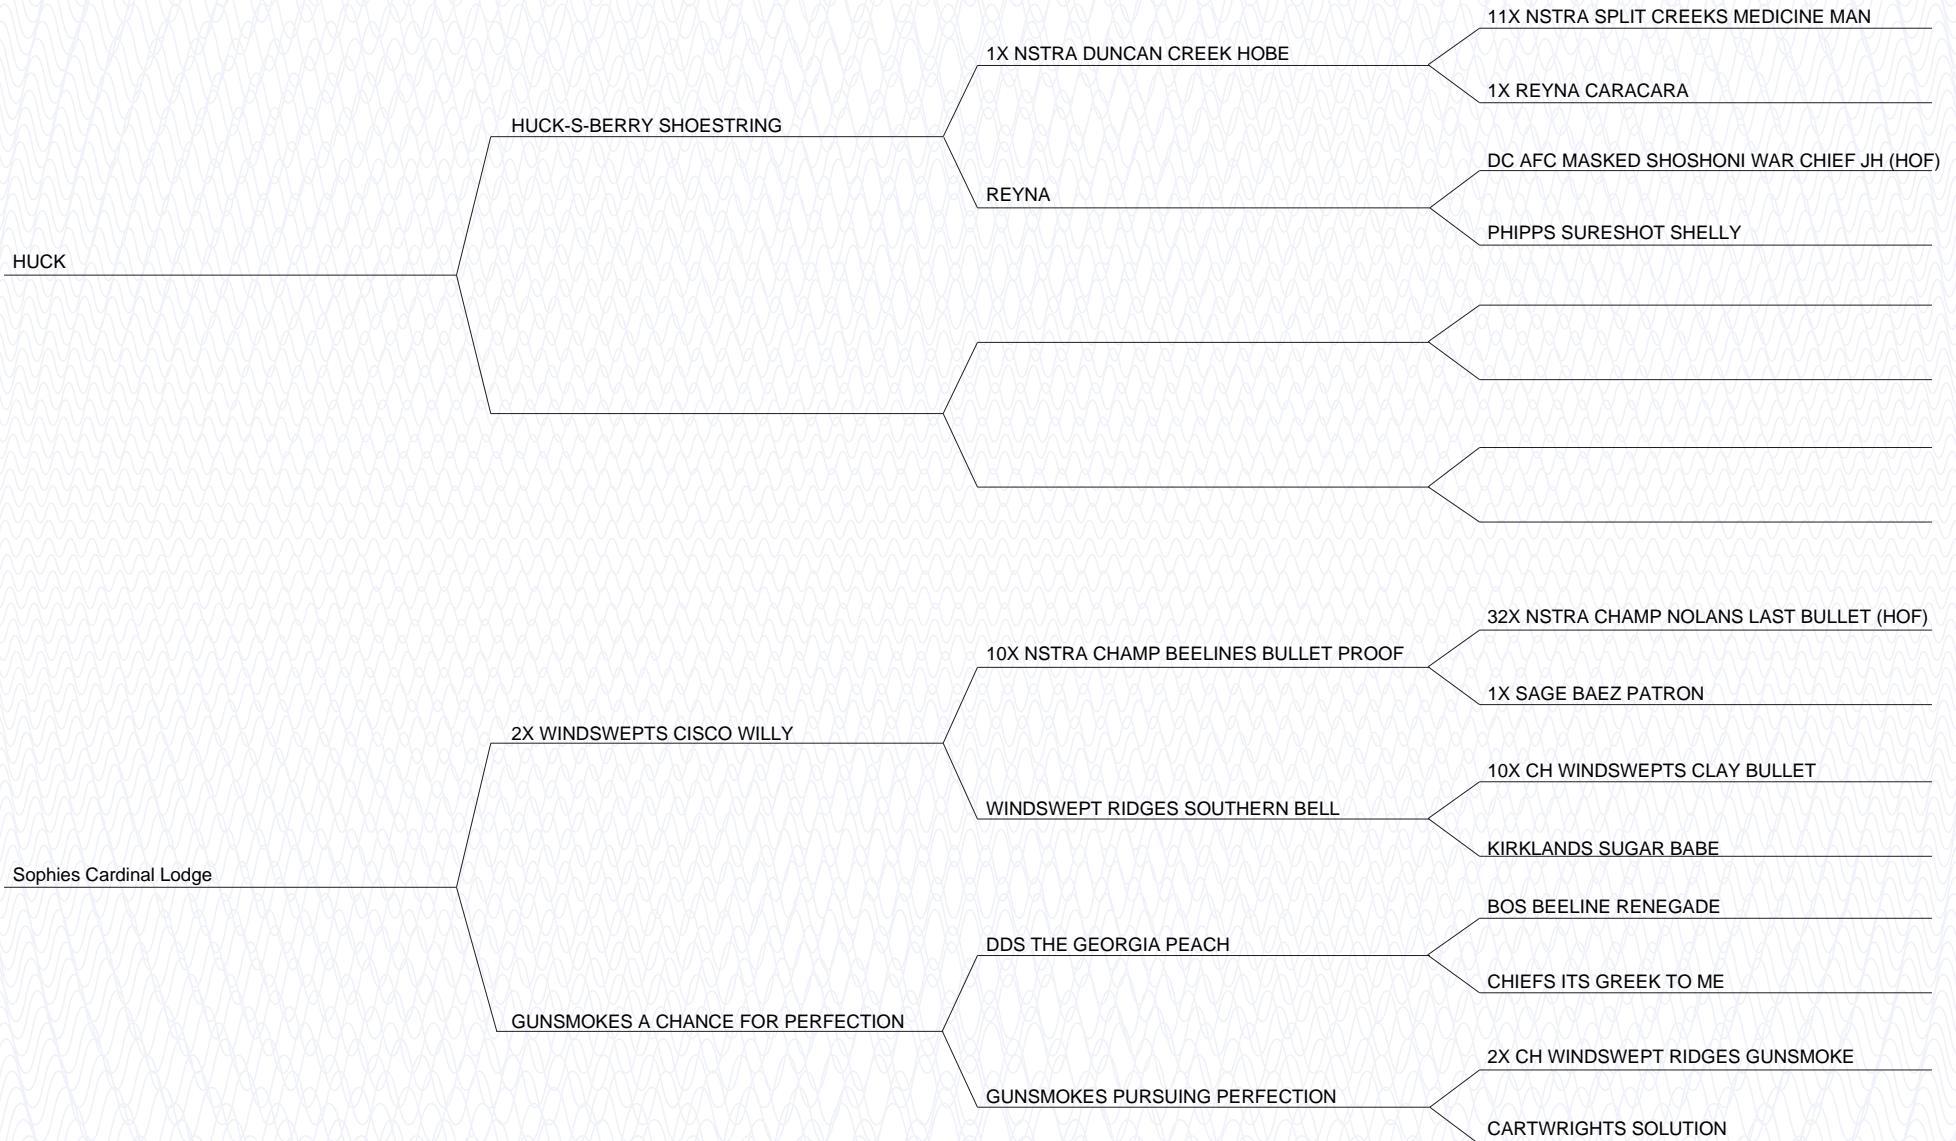 11X NSTRA SPLIT CREEKS MEDICINE MAN
1X NSTRA DUNCAN CREEK HOBE
1X REYNA CARACARA
HUCK-S-BERRY SHOESTRING
DC AFC MASKED SHOSHONI WAR CHIEF JH (HOF)
REYNA
PHIPPS SURESHOT SHELLY
HUCK
32X NSTRA CHAMP NOLANS LAST BULLET (HOF)
10X NSTRA CHAMP BEELINES BULLET PROOF
1X SAGE BAEZ PATRON
2X WINDSWEPTS CISCO WILLY
10X CH WINDSWEPTS CLAY BULLET
WINDSWEPT RIDGES SOUTHERN BELL
KIRKLANDS SUGAR BABE
Sophies Cardinal Lodge
BOS BEELINE RENEGADE
DDS THE GEORGIA PEACH
CHIEFS ITS GREEK TO ME
GUNSMOKES A CHANCE FOR PERFECTION
2X CH WINDSWEPT RIDGES GUNSMOKE
GUNSMOKES PURSUING PERFECTION
CARTWRIGHTS SOLUTION